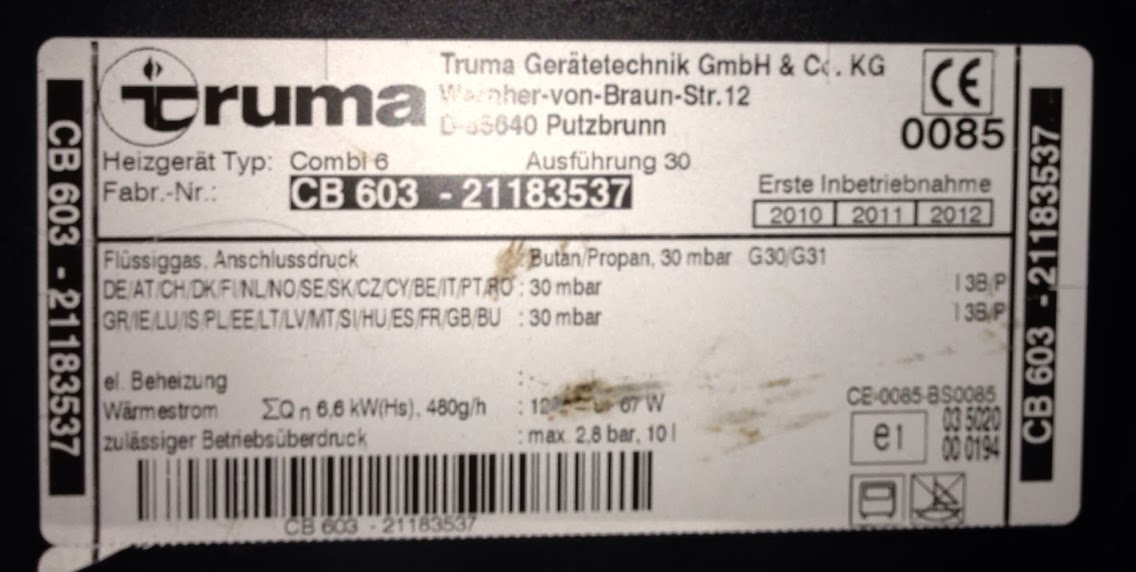 truma
Truma Gerätetechnik GmbH & Co. KG
Wernher-von-Braun-Str.12
Putzbrunn
CE
0085
Heizgerät Typ: Combi 6 Ausführung 30
Fabr.-Nr.: CB 603 - 21183537
Erste Inbetriebnahme
2010 2011 2012
Flüssiggas, Anschlussdruck Butan/Propan, 30 mbar G30/G31
DE/AT/CH/DK/FI/NL/NO/SE/SK/CZ/CY/BE/IT/PT/RO : 30 mbar I 3B/P
GR/IE/LU/IS/PL/EE/LT/LV/MT/SI/HU/ES/FR/GB/BU : 30 mbar I 3B/P
el. Beheizung : -
Wärmestrom ΣQ n 6,6 kW(Hs), 480g/h : 67 W
zulässiger Betriebsüberdruck : max. 2,8 bar, 10 l
CE-0085-BS0085
e1
03 5020
00 0194
CB 603 - 21183537
CB 603 - 21183537
CB 603 - 21183537